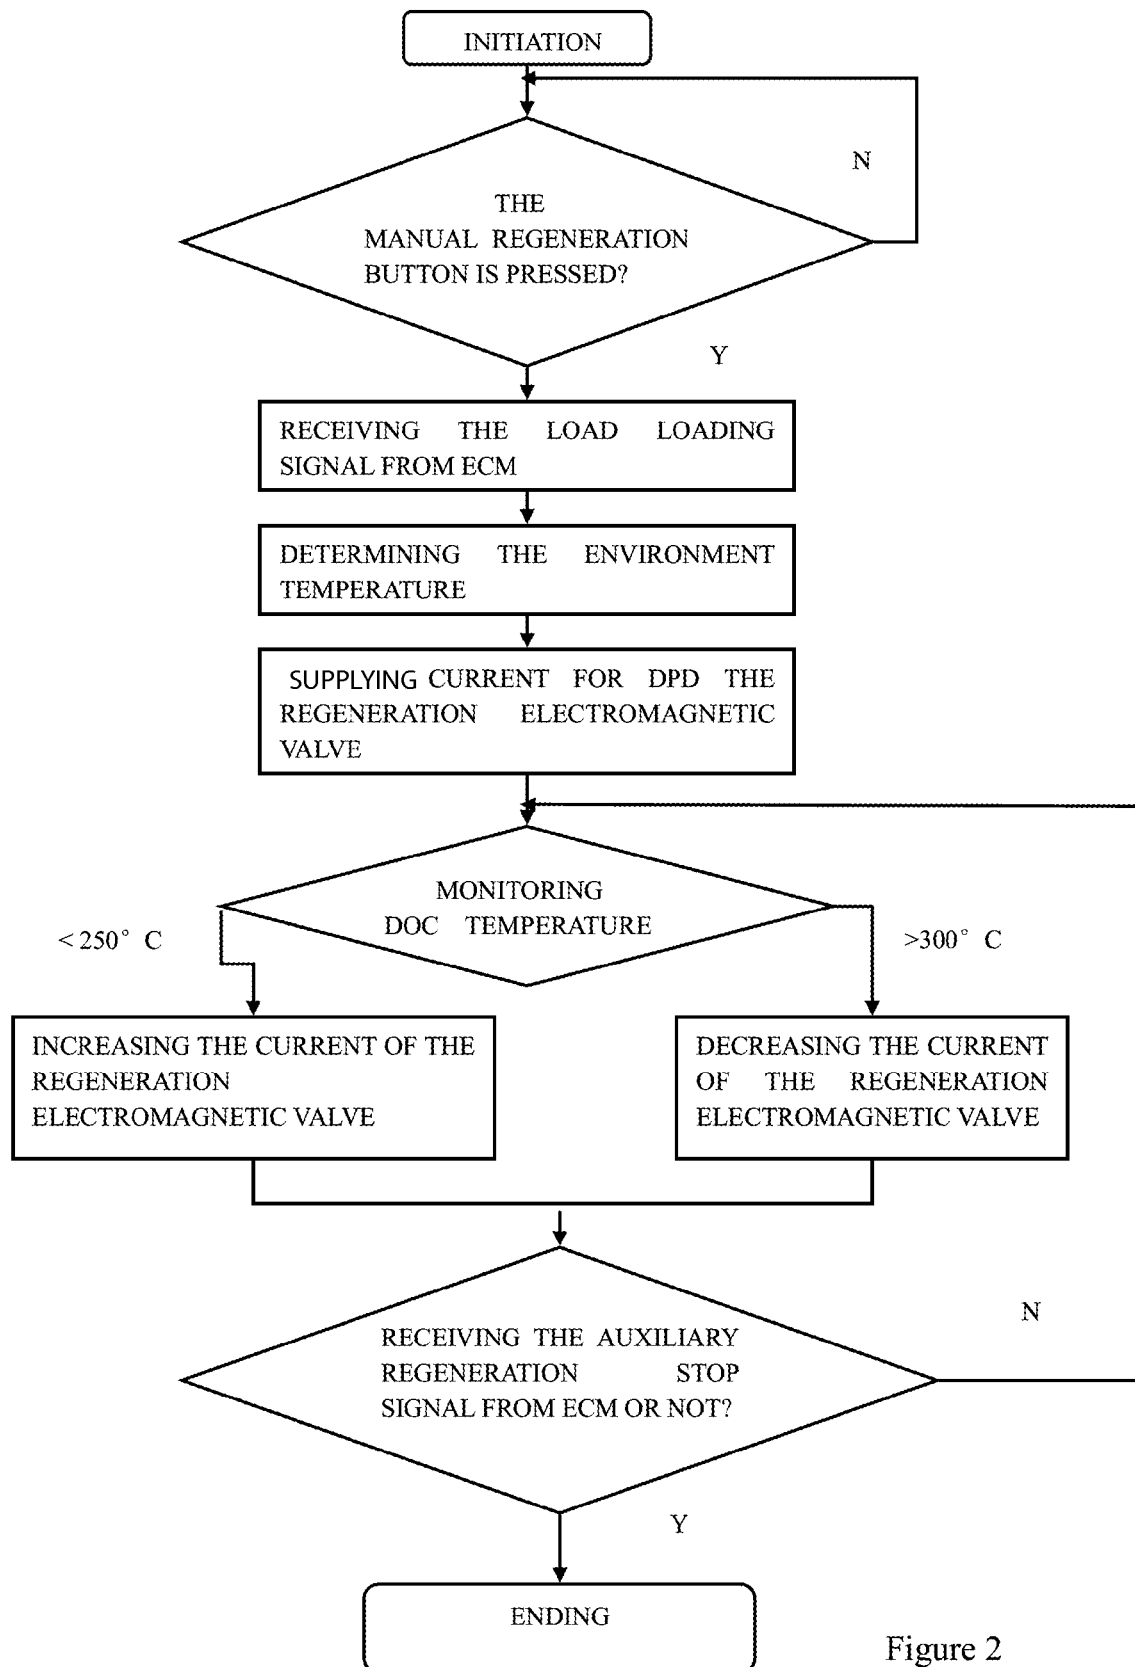 INITIATION
N
THE
MANUAL REGENERATION
BUTTON IS PRESSED?
Y
RECEIVING THE LOAD LOADING
SIGNAL FROM ECM
DETERMINING THE ENVIRONMENT
TEMPERATURE
SUPPLYING CURRENT FOR DPD THE
REGENERATION ELECTROMAGNETIC
VALVE
MONITORING
DOC TEMPERATURE
< 250° C
>300° C
INCREASING THE CURRENT OF THE
REGENERATION
ELECTROMAGNETIC VALVE
DECREASING THE CURRENT
OF THE REGENERATION
ELECTROMAGNETIC VALVE
N
RECEIVING THE AUXILIARY
REGENERATION STOP
SIGNAL FROM ECM OR NOT?
Y
ENDING
Figure 2